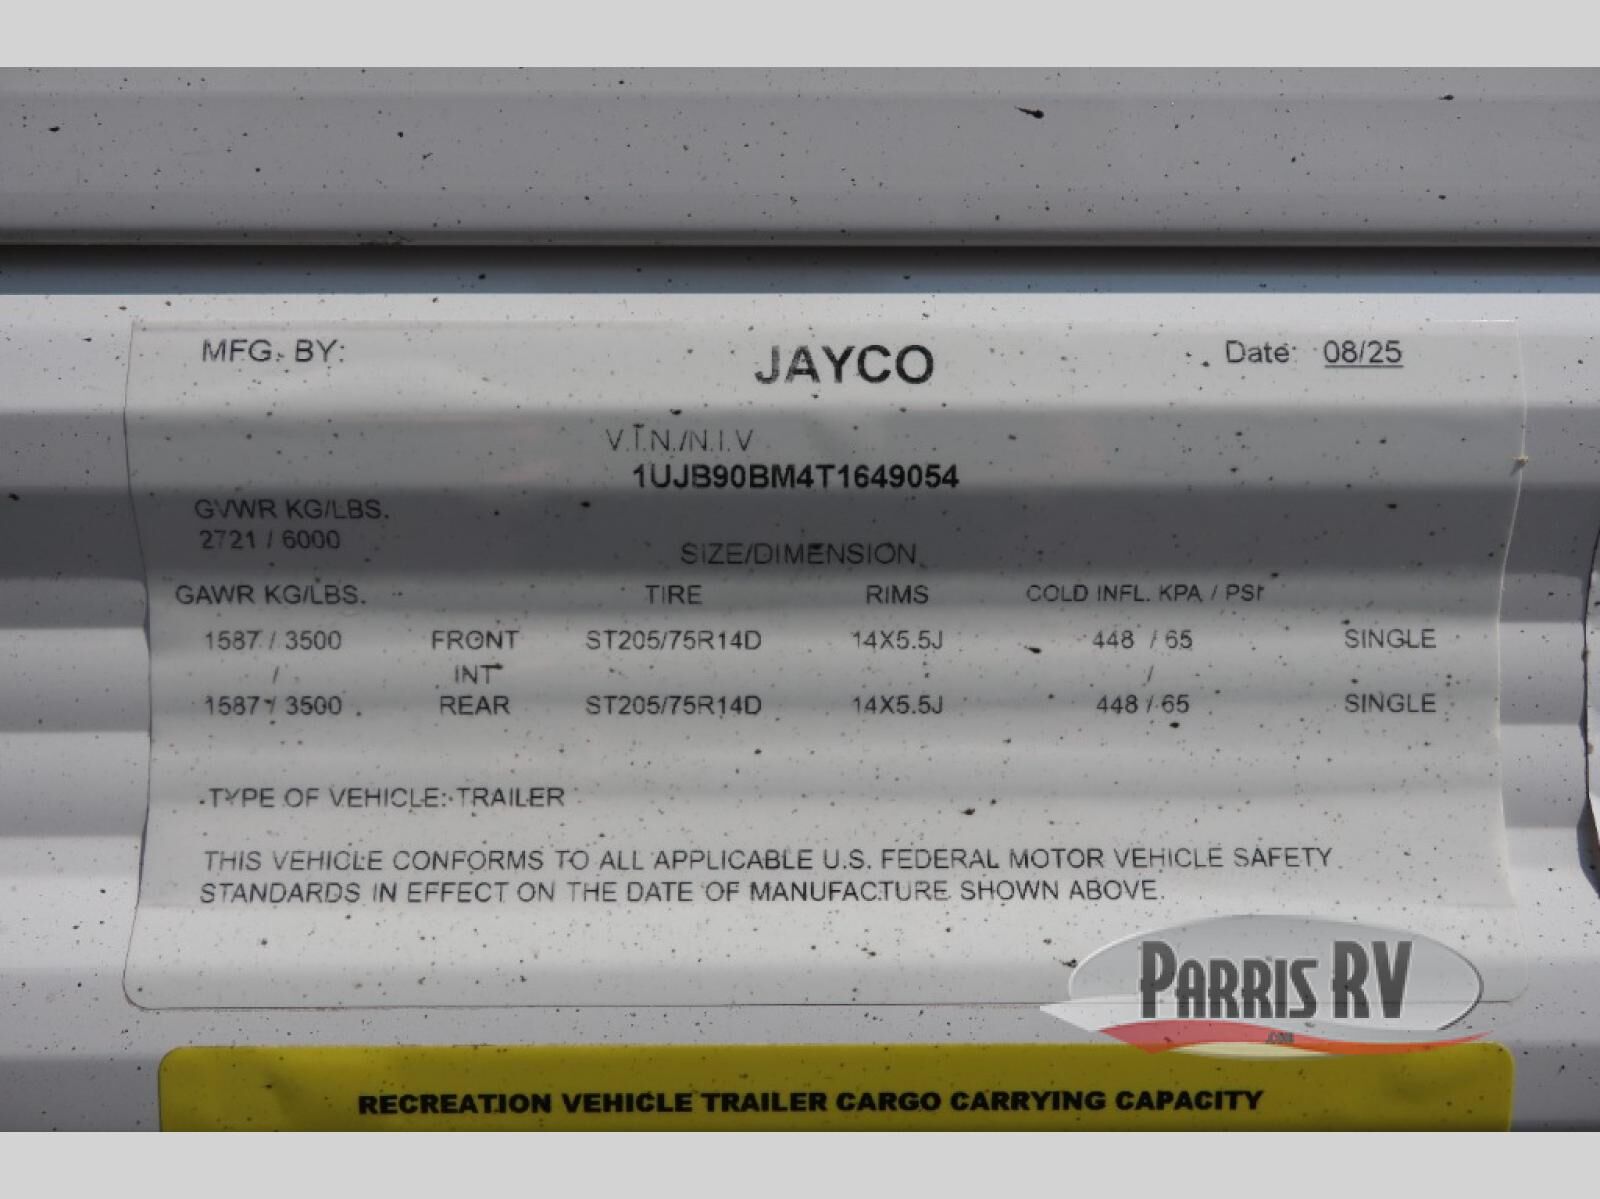 MFG. BY: JAYCO Date: 08/25
V.I.N./N.I.V
1UJB90BM4T1649054
GVWR KG/LBS.
2721 / 6000
SIZE/DIMENSION
GAWR KG/LBS. TIRE RIMS COLD INFL. KPA / PSI
1587 / 3500 FRONT ST205/75R14D 14X5.5J 448 / 65 SINGLE
/ INT /
1587 / 3500 REAR ST205/75R14D 14X5.5J 448 / 65 SINGLE
TYPE OF VEHICLE: TRAILER
THIS VEHICLE CONFORMS TO ALL APPLICABLE U.S. FEDERAL MOTOR VEHICLE SAFETY
STANDARDS IN EFFECT ON THE DATE OF MANUFACTURE SHOWN ABOVE.
PARRIS RV
.COM
RECREATION VEHICLE TRAILER CARGO CARRYING CAPACITY